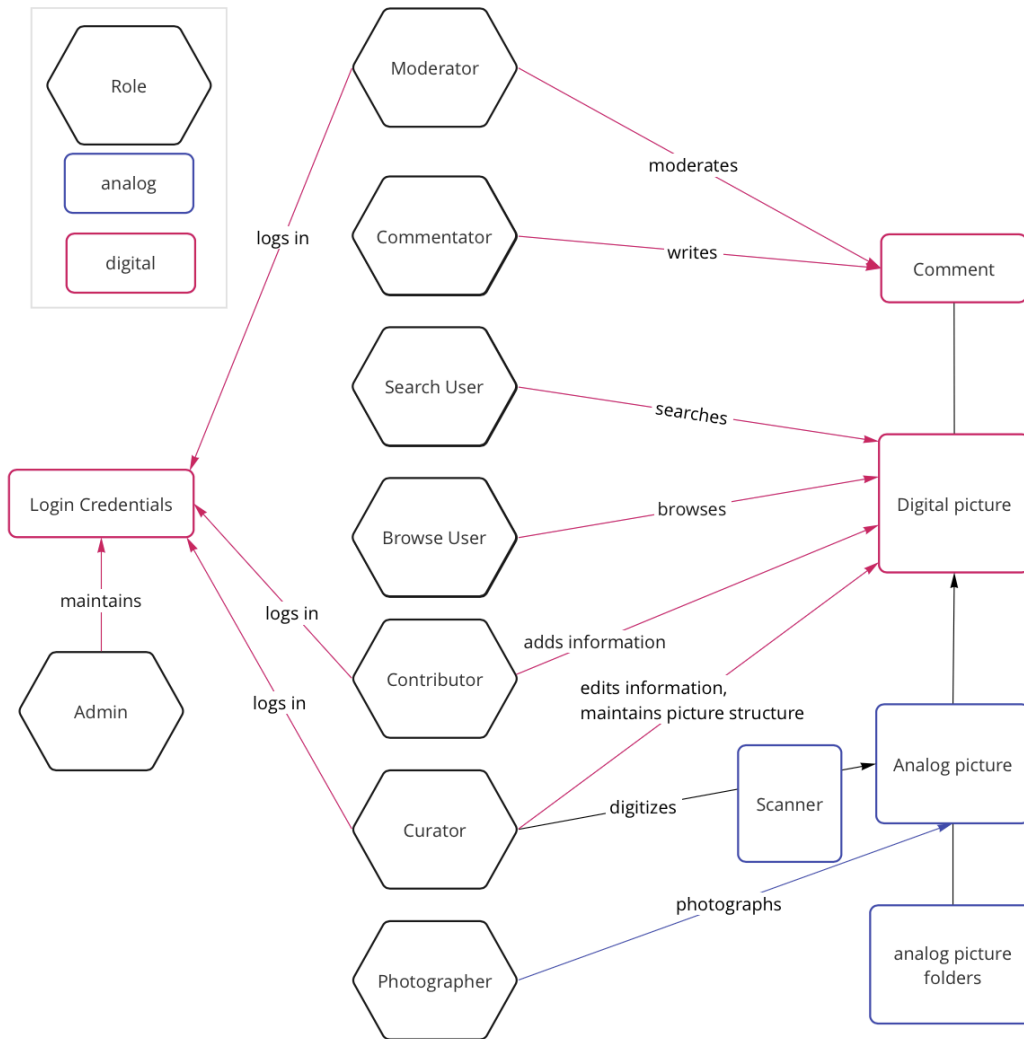 Role
analog
digital
Moderator
moderates
logs in
Commentator
writes
Comment
Search User
searches
Login Credentials
Digital picture
Browse User
browses
maintains
logs in
adds information
Contributor
Admin
logs in
edits information,
maintains picture structure
Analog picture
Scanner
digitizes
Curator
photographs
Photographer
analog picture
folders